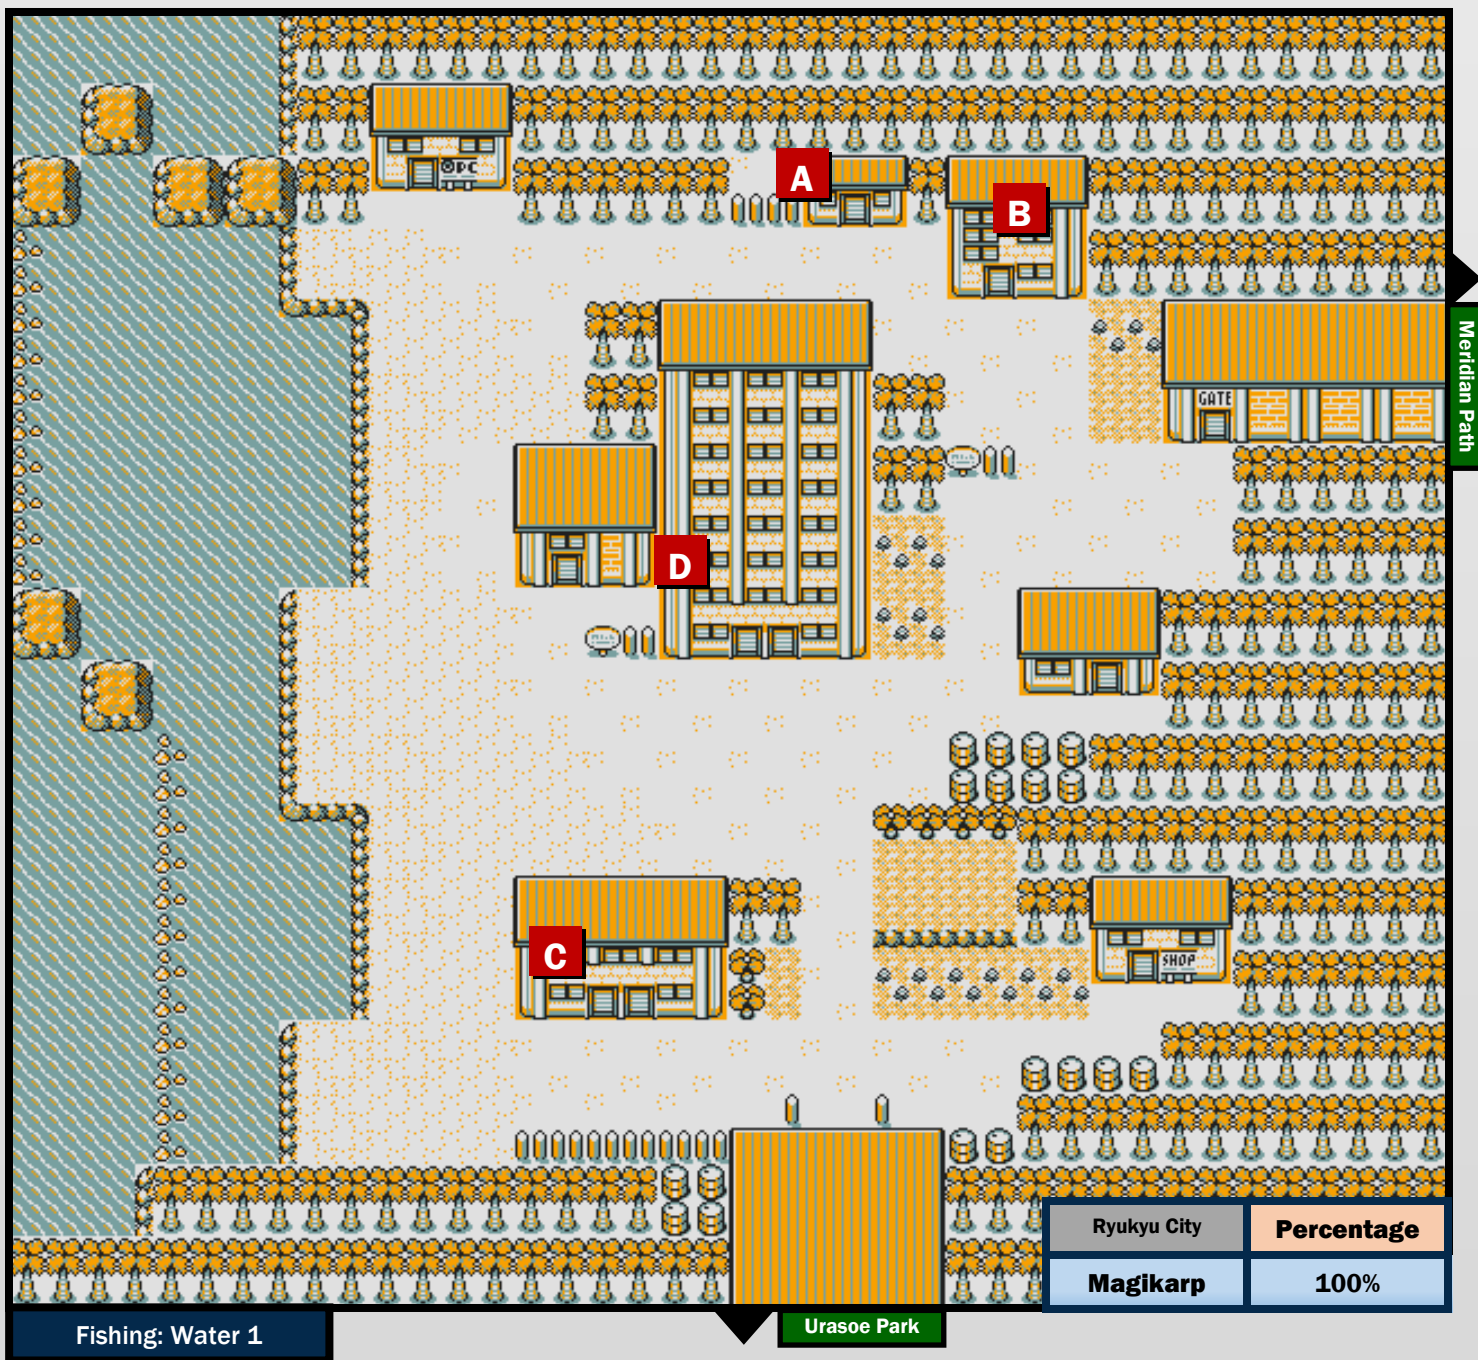 PC
A
B
GATE
Meridian Path
D
C
SHOP
Ryukyu City
Percentage
Magikarp
100%
Fishing: Water 1
Urasoe Park